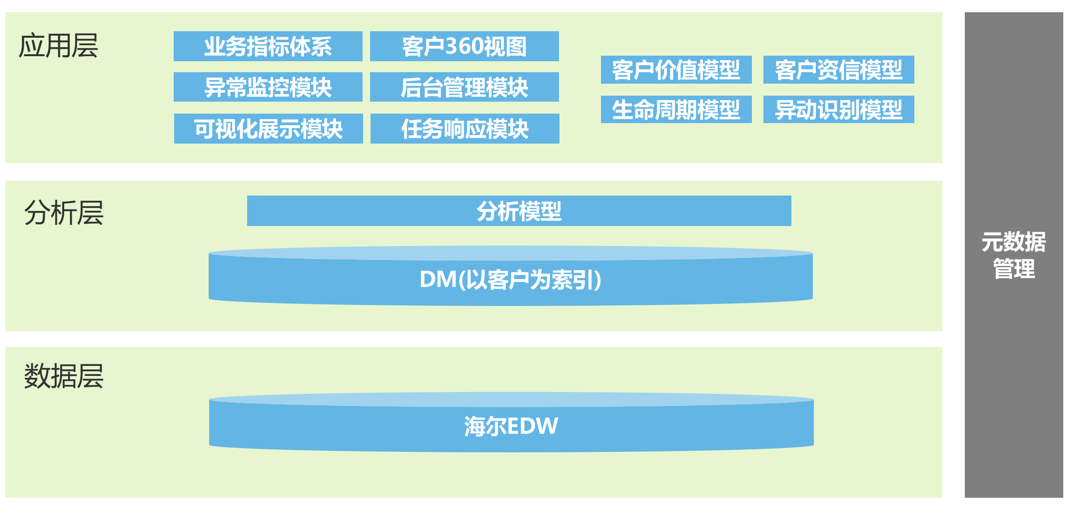 应用层
业务指标体系
客户360视图
异常监控模块
后台管理模块
可视化展示模块
任务响应模块
客户价值模型
客户资信模型
生命周期模型
异动识别模型
分析层
分析模型
DM(以客户为索引)
数据层
海尔EDW
元数据
管理